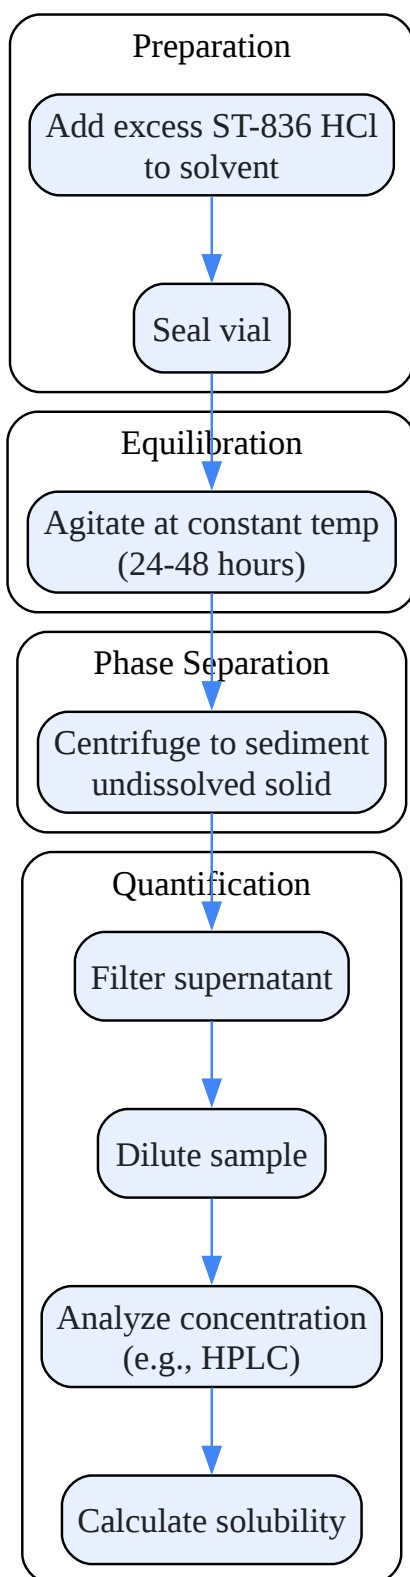 Preparation
Add excess ST-836 HCl
to solvent
Seal vial
Equilibration
Agitate at constant temp
(24-48 hours)
Phase Separation
Centrifuge to sediment
undissolved solid
Quantification
Filter supernatant
Dilute sample
Analyze concentration
(e.g., HPLC)
Calculate solubility